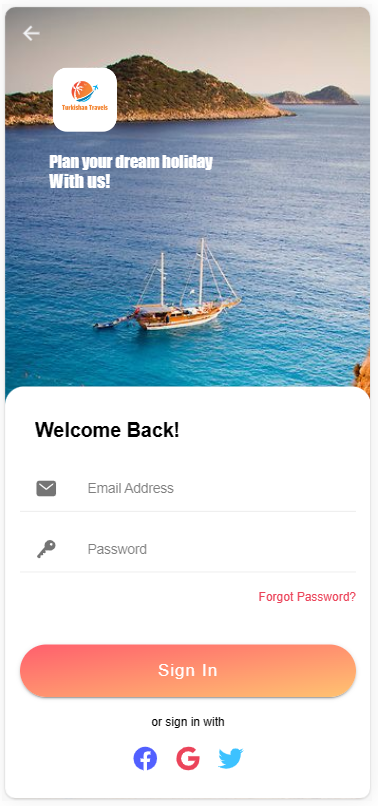 Turkishan Travels
Plan your dream holiday
With us!
Welcome Back!
Email Address
Password
Forgot Password?
Sign In
or sign in with